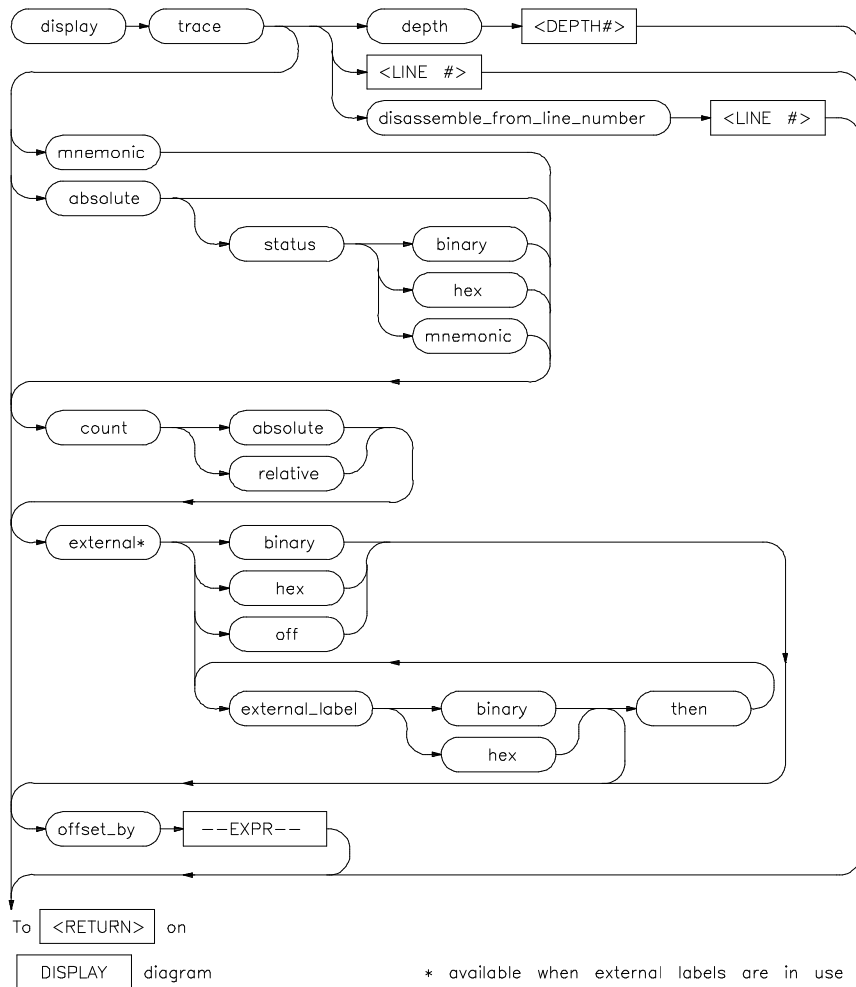 display trace depth <DEPTH#>
<LINE #>
disassemble_from_line_number <LINE #>
mnemonic
absolute
status binary
hex
mnemonic
count absolute
relative
external* binary
hex
off
external_label binary then
hex
offset_by --EXPR--
To <RETURN> on
DISPLAY diagram * available when external labels are in use